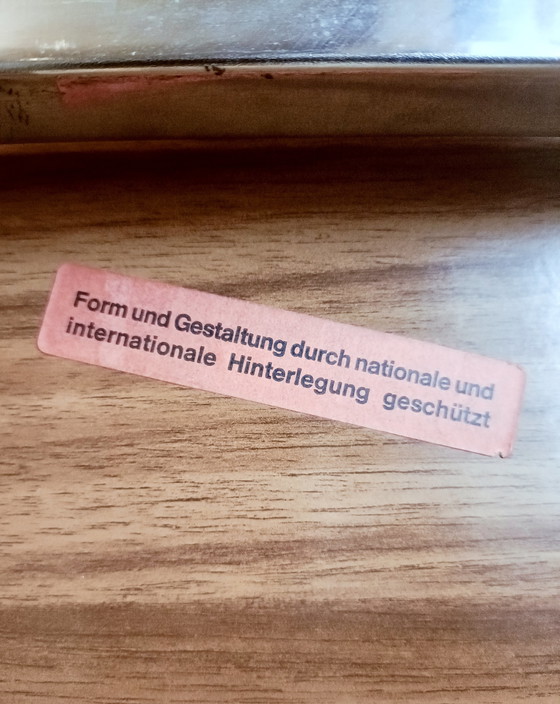 Form und Gestaltung durch nationale und
internationale Hinterlegung geschützt